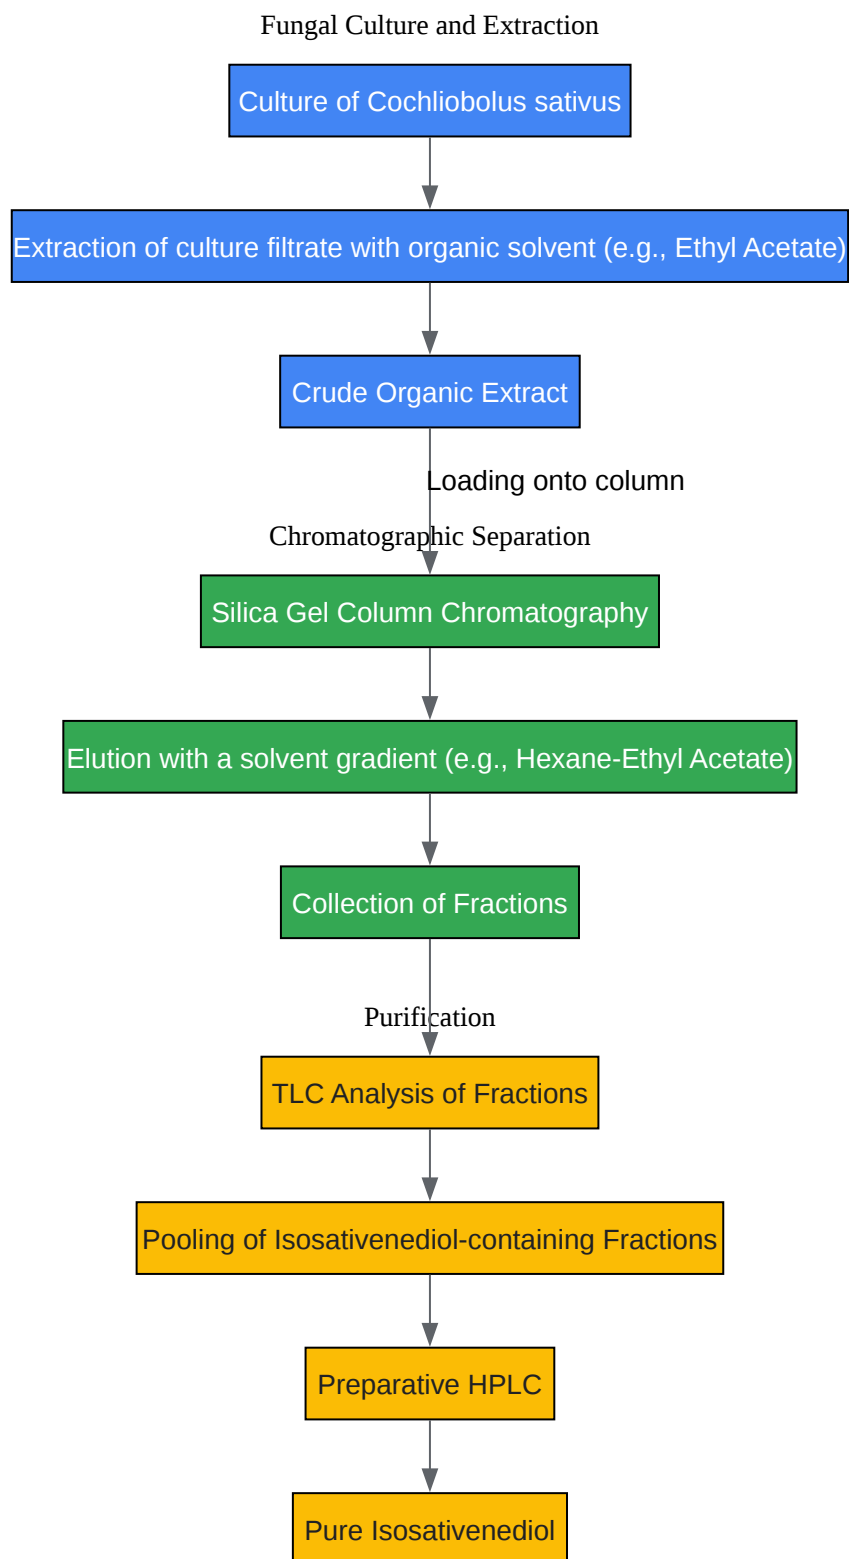 Fungal Culture and Extraction
Culture of Cochliobolus sativus
Extraction of culture filtrate with organic solvent (e.g., Ethyl Acetate)
Crude Organic Extract
Loading onto column
Chromatographic Separation
Silica Gel Column Chromatography
Elution with a solvent gradient (e.g., Hexane-Ethyl Acetate)
Collection of Fractions
Purification
TLC Analysis of Fractions
Pooling of Isosativenediol-containing Fractions
Preparative HPLC
Pure Isosativenediol